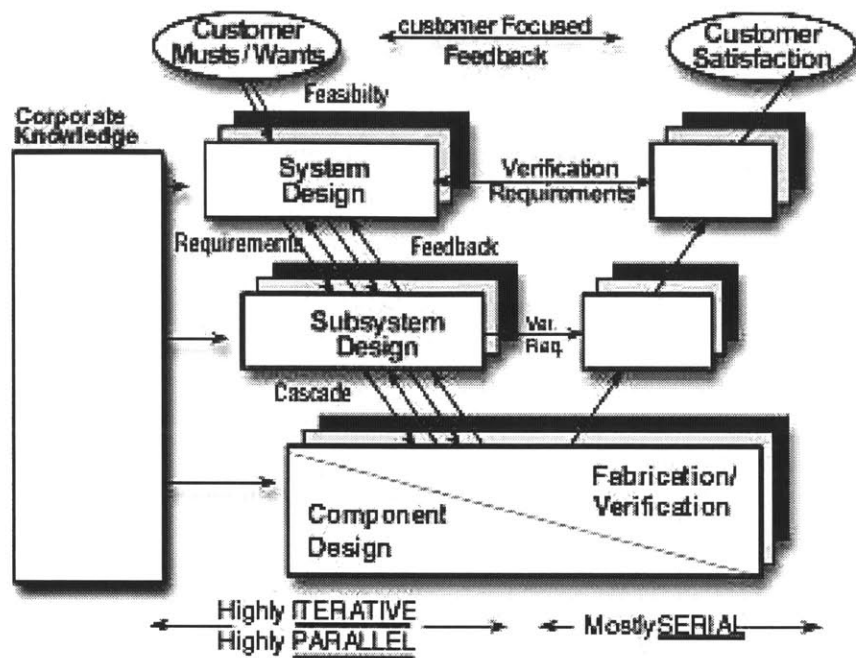 Customer
Musts/Wants
customer Focused
Feedback
Customer
Satisfaction
Feasibilty
Corporate
Knowledge
System
Design
Verification
Requirements
Requirements
Feedback
Subsystem
Design
Ver.
Req.
Cascade
Fabrication/
Verification
Component
Design
Highly ITERATIVE
Highly PARALLEL
Mostly SERIAL